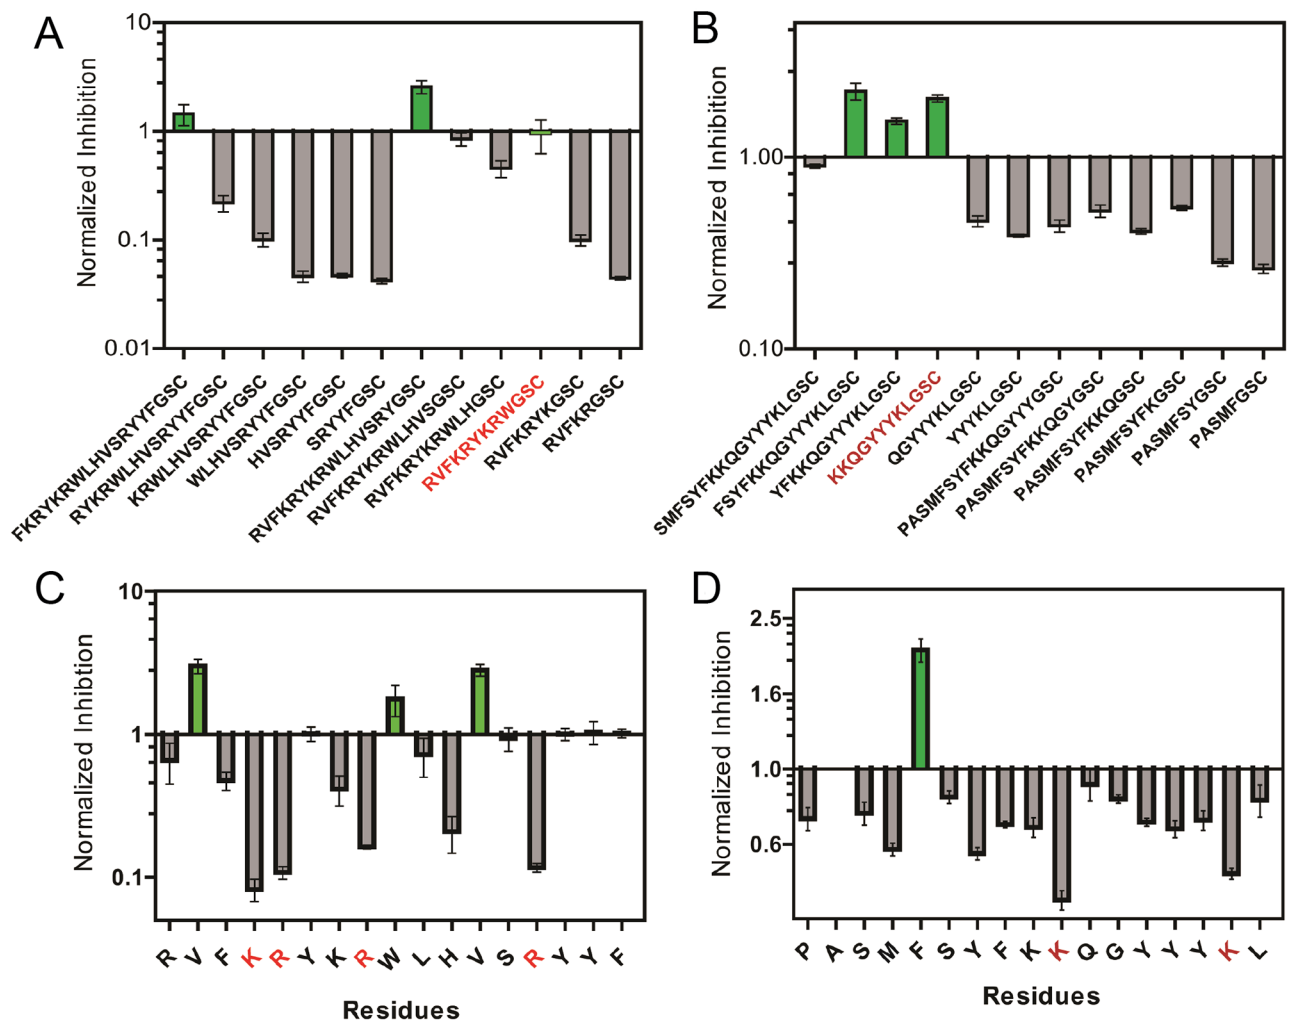 A
Normalized Inhibition
10
1
0.1
0.01
FKRYKRWLHVSRYYFGSC
RYKRWLHVSRYYFGSC
KRWLHVSRYYFGSC
WLHVSRYYFGSC
HVSRYYFGSC
SRYYFGSC
RVFKRYKRWLHVSRYGSC
RVFKRYKRWLHVSGSC
RVFKRYKRWLHGSC
RVFKRYKRWGSC
RVFKRYKGSC
RVFKRGSC
B
Normalized Inhibition
1.00
0.10
SMFSYFKKQGYYYKLGSC
FSYFKKQGYYYKLGSC
YFKKQGYYYKLGSC
KKQGYYYKLGSC
QGYYYKLGSC
YYYKLGSC
PASMFSYFKKQGYYYGSC
PASMFSYFKKQGYGSC
PASMFSYFKKQGSC
PASMFSYFKGSC
PASMFSYGSC
PASMFGSC
C
Normalized Inhibtion
10
1
0.1
R V F K R Y K R W L H V S R Y Y F
Residues
D
Normalized Inhibition
2.5
1.6
1.0
0.6
P A S M F S Y F K K Q G Y Y Y K L
Residues